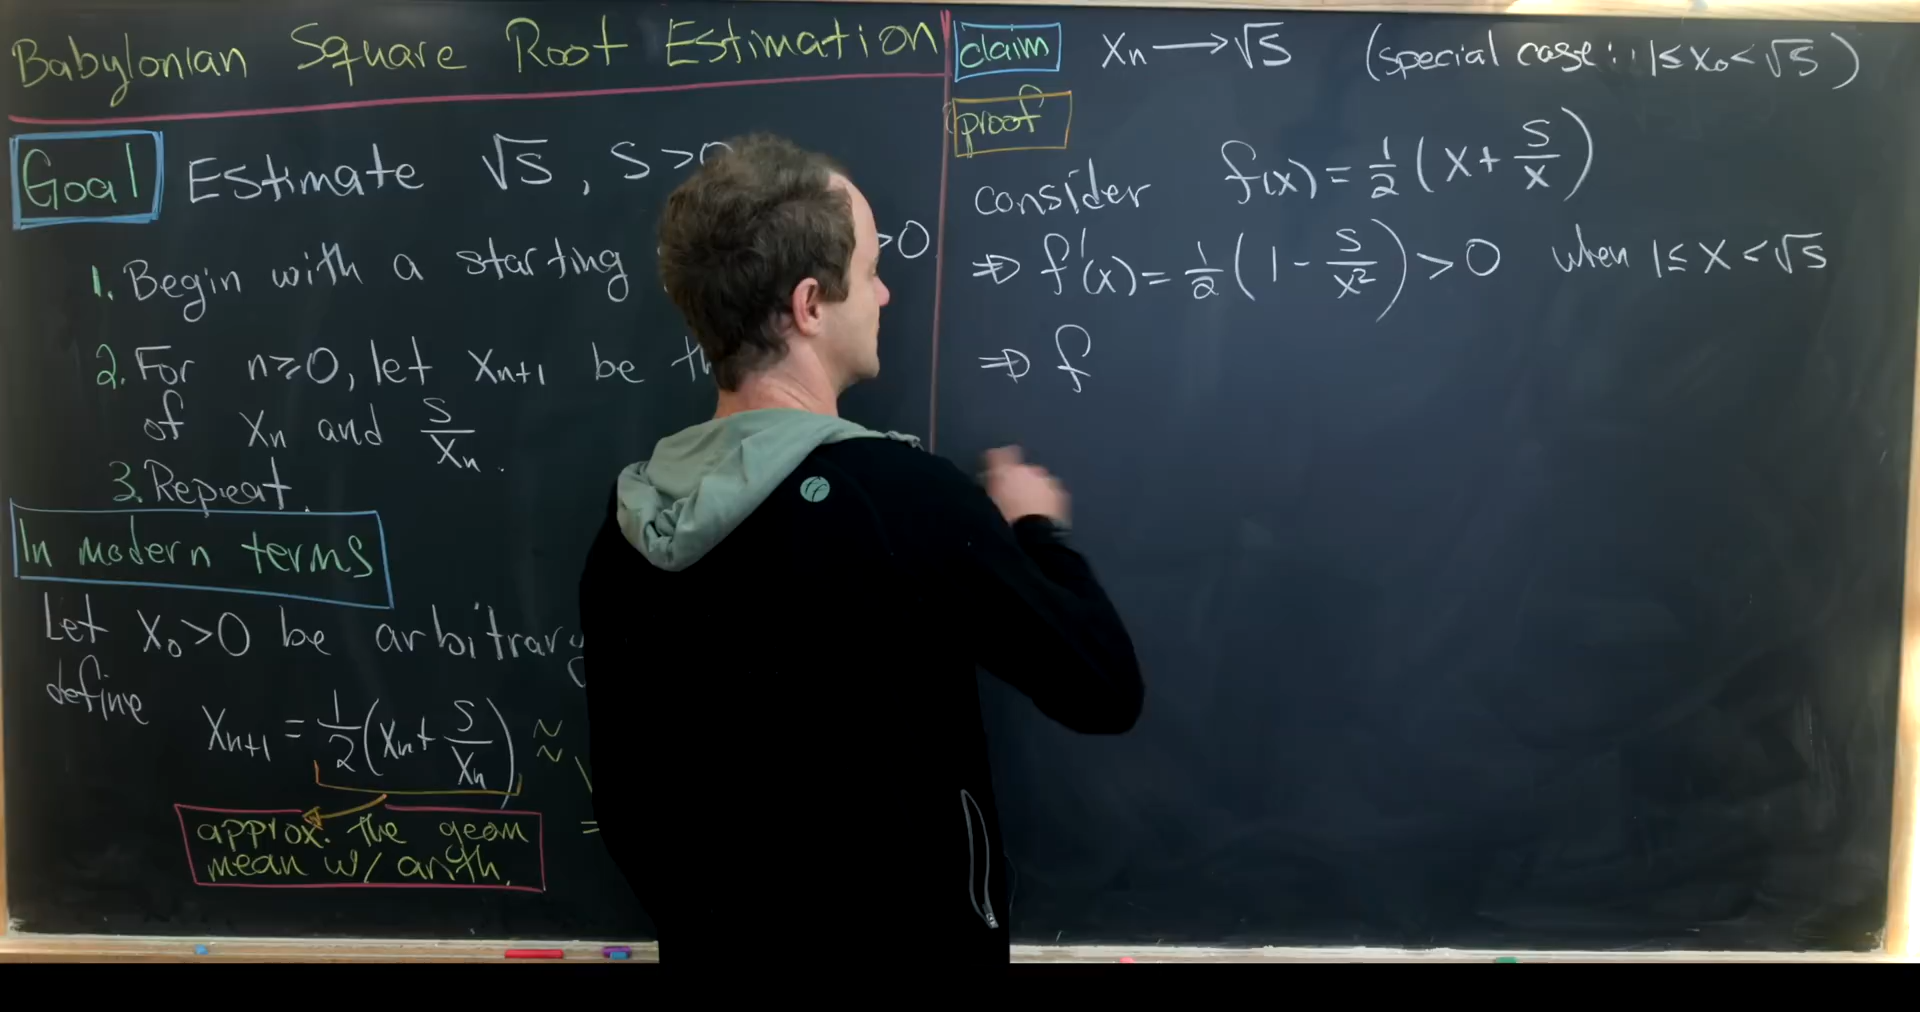 Babylonian Square Root Estimation
Goal Estimate √S, S>0
1. Begin with a starting >0
2. For n≥0, let Xn+1 be th
of Xn and S/Xn.
3. Repeat.
In modern terms
Let X0>0 be arbitrary
define
Xn+1 = 1/2(Xn+S/Xn) ≈
approx. the geom =
mean w/ arith.
claim Xn→√S (special case: 1≤x0<√S)
proof
consider f(x)=1/2(x+S/x)
⇒ f'(x)=1/2(1-S/x²)>0 when 1≤x<√S
⇒ f